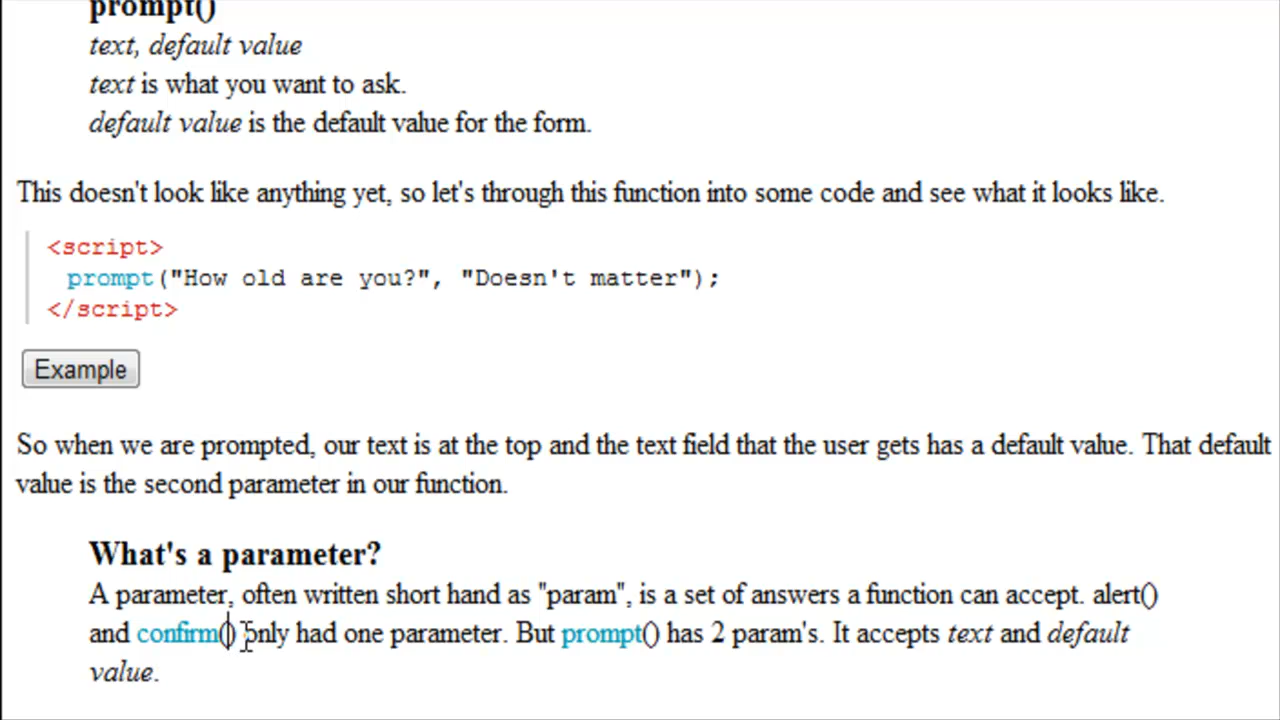 prompt()
text, default value
text is what you want to ask.
default value is the default value for the form.
This doesn't look like anything yet, so let's through this function into some code and see what it looks like.
<script>
prompt("How old are you?", "Doesn't matter");
</script>
Example
So when we are prompted, our text is at the top and the text field that the user gets has a default value. That default
value is the second parameter in our function.
What's a parameter?
A parameter, often written short hand as "param", is a set of answers a function can accept. alert()
and confirm() only had one parameter. But prompt() has 2 param's. It accepts text and default
value.